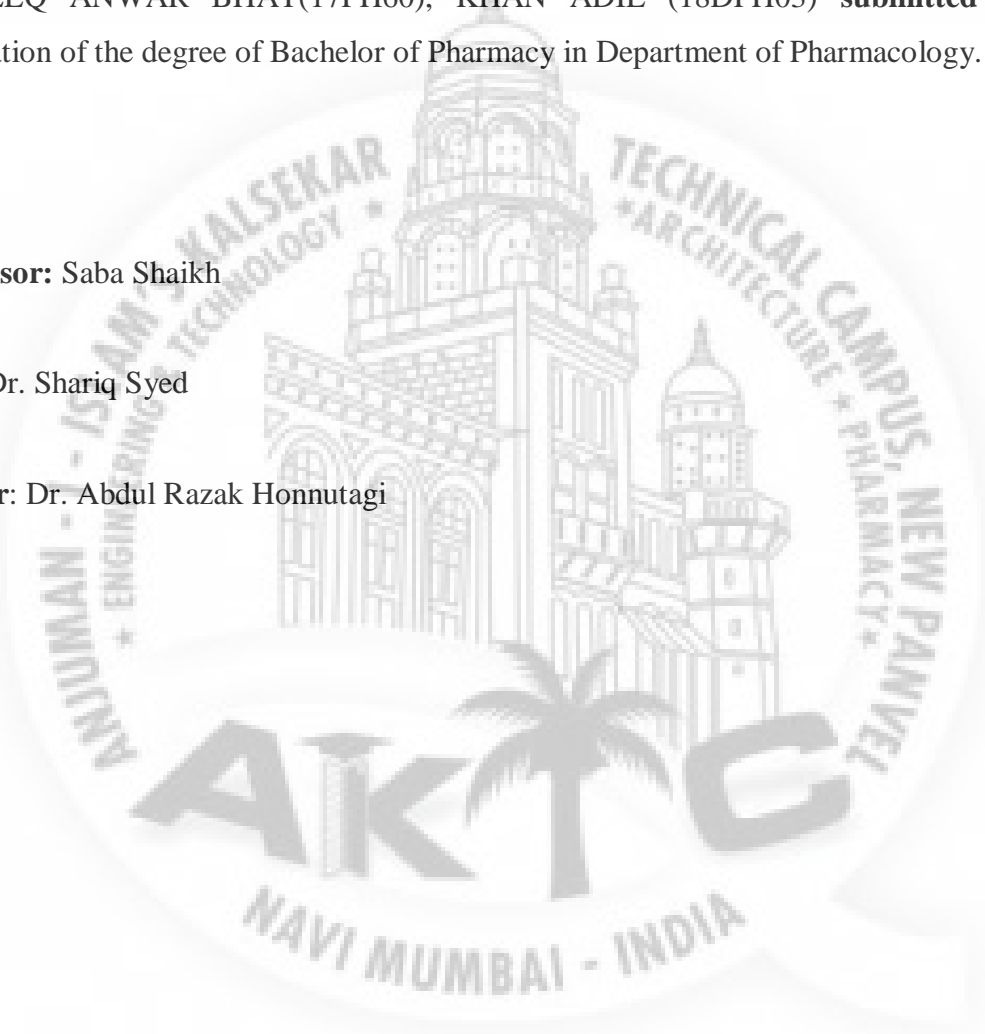 ANWAR BHAT(17PH60), KHAN ADIL (18DPH03) submitted
ation of the degree of Bachelor of Pharmacy in Department of Pharmacology.
sor: Saba Shaikh
Dr. Shariq Syed
r: Dr. Abdul Razak Honnutagi
ANJUMAN - I - ISLAM'S KALSEKAR TECHNICAL CAMPUS, NEW PANVEL
* ENGINEERING & TECHNOLOGY * *ARCHITECTURE * PHARMACY*
AKTC
NAVI MUMBAI - INDIA